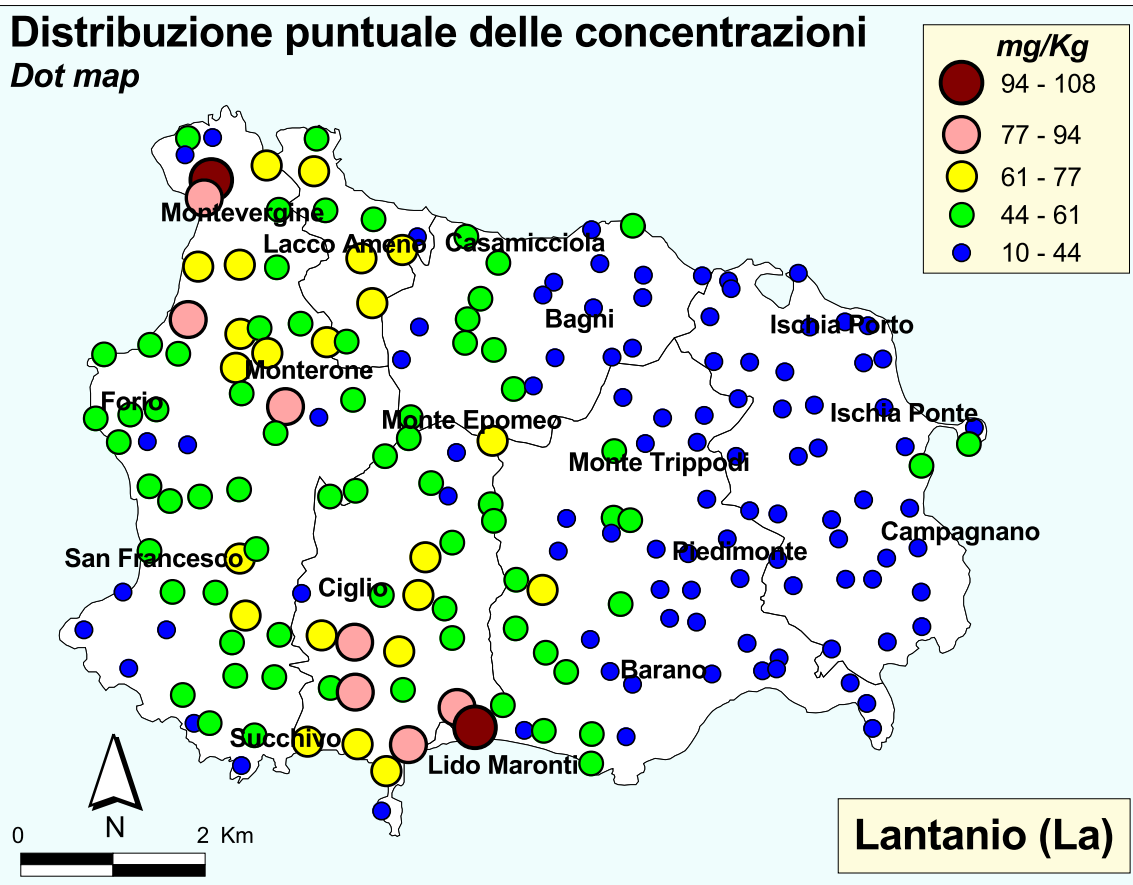 Distribuzione puntuale delle concentrazioni
Dot map
mg/Kg
94 - 108
77 - 94
61 - 77
44 - 61
10 - 44
Montevergine
Lacco Ameno
Casamicciola
Bagni
Ischia Porto
Monterone
Forio
Monte Epomeo
Ischia Ponte
Monte Trippodi
Campagnano
Piedimonte
San Francesco
Ciglio
Barano
Succhivo
Lido Maronti
N
0 2 Km
Lantanio (La)